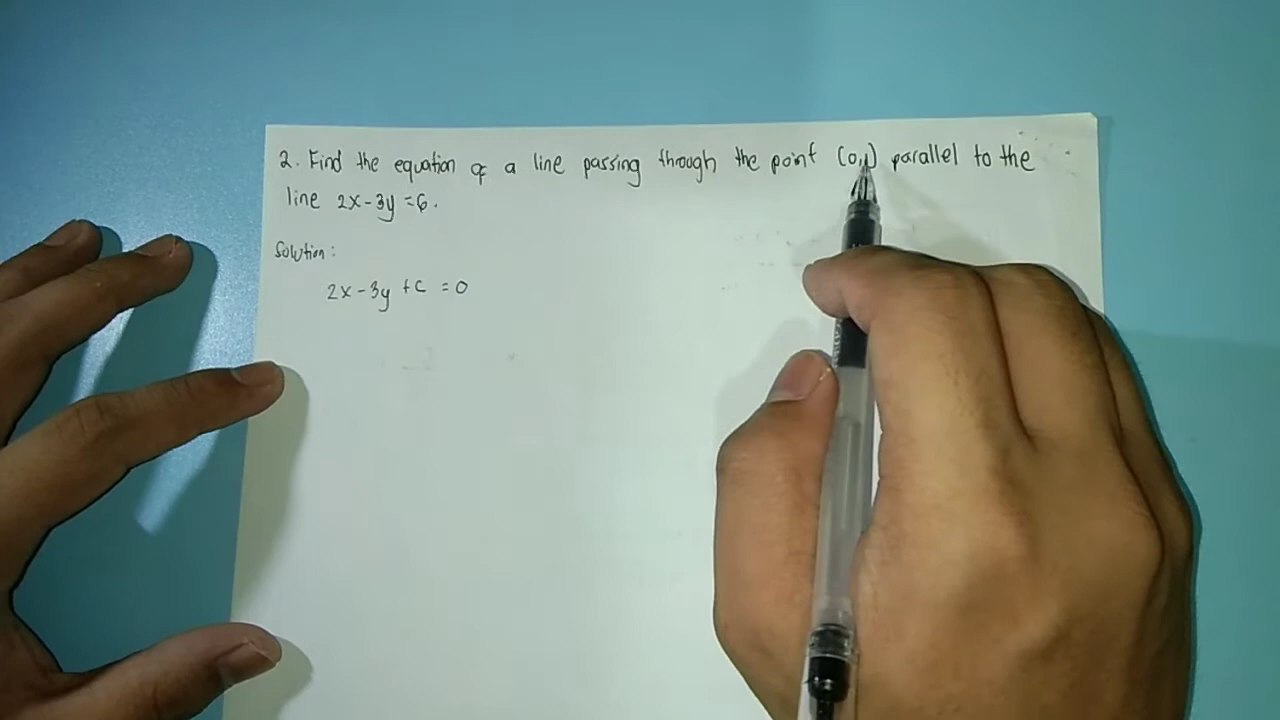 2. Find the equation of a line passing through the point (0,1) parallel to the
line 2x-3y=6.
Solution:
2x-3y+C=0